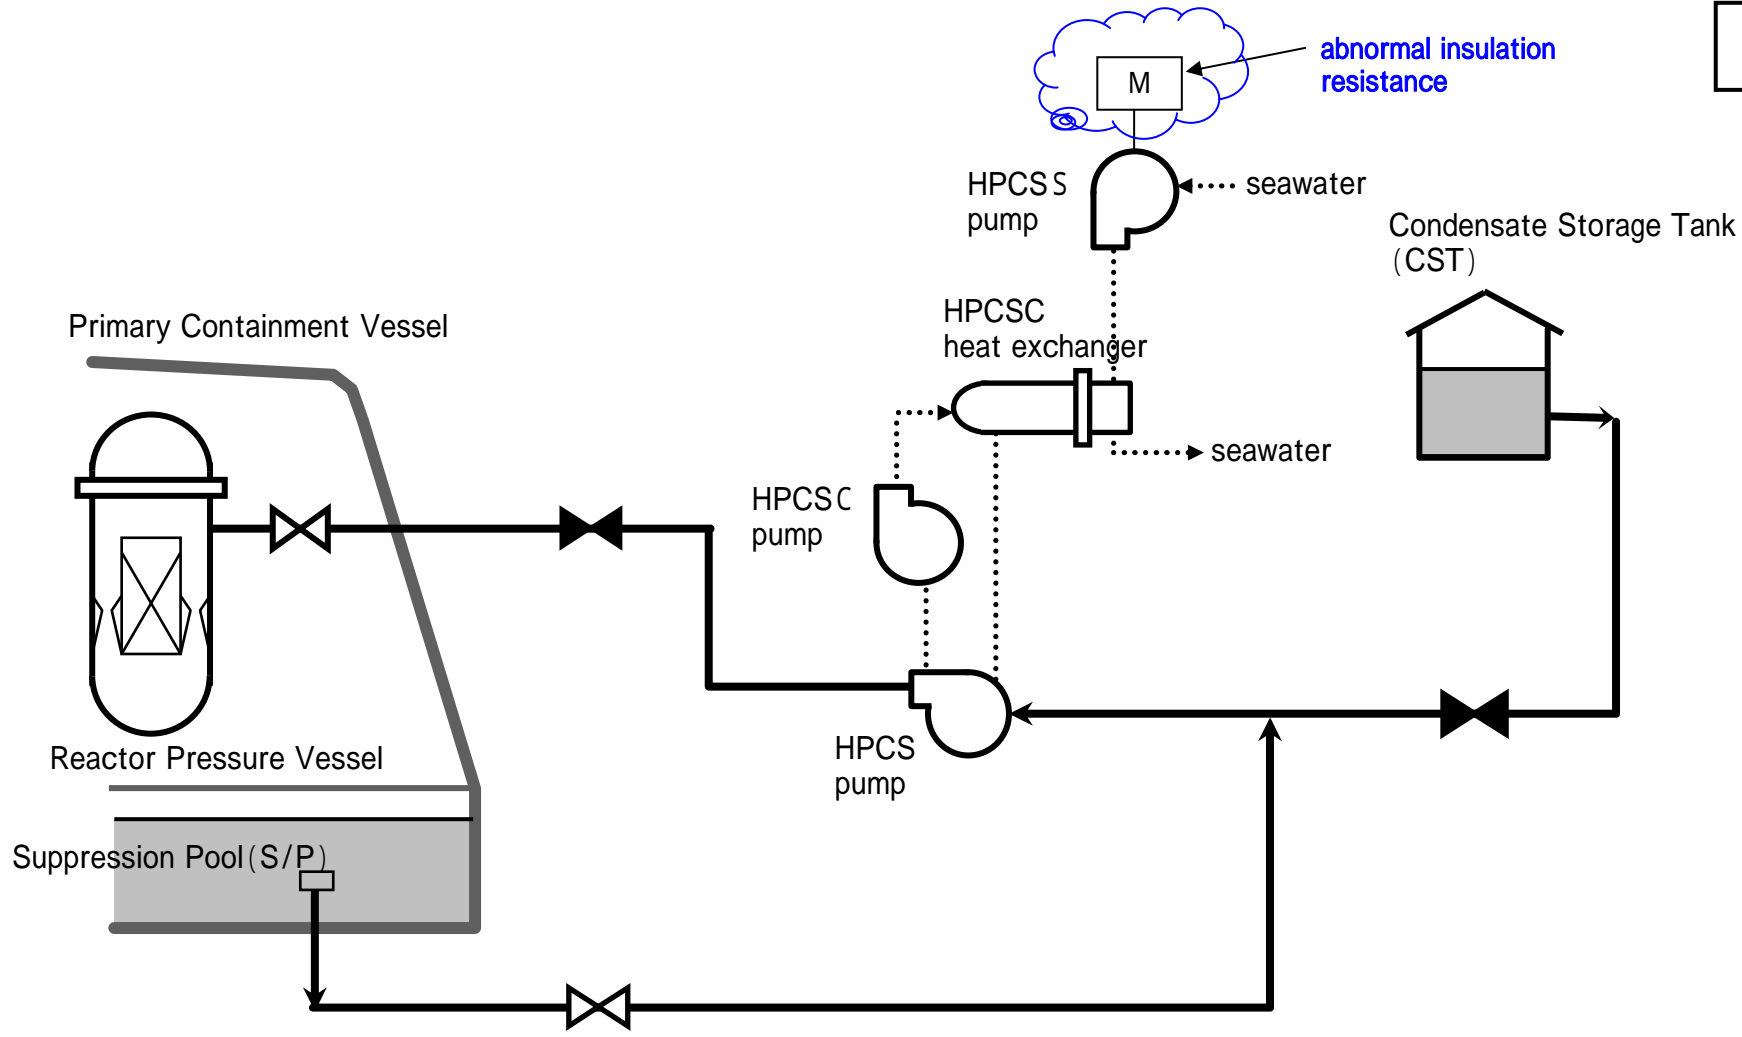 abnormal insulation
resistance
M
HPCSS
pump
seawater
Condensate Storage Tank
(CST)
HPCSC
heat exchanger
Primary Containment Vessel
seawater
HPCSC
pump
HPCS
pump
Reactor Pressure Vessel
Suppression Pool(S/P)